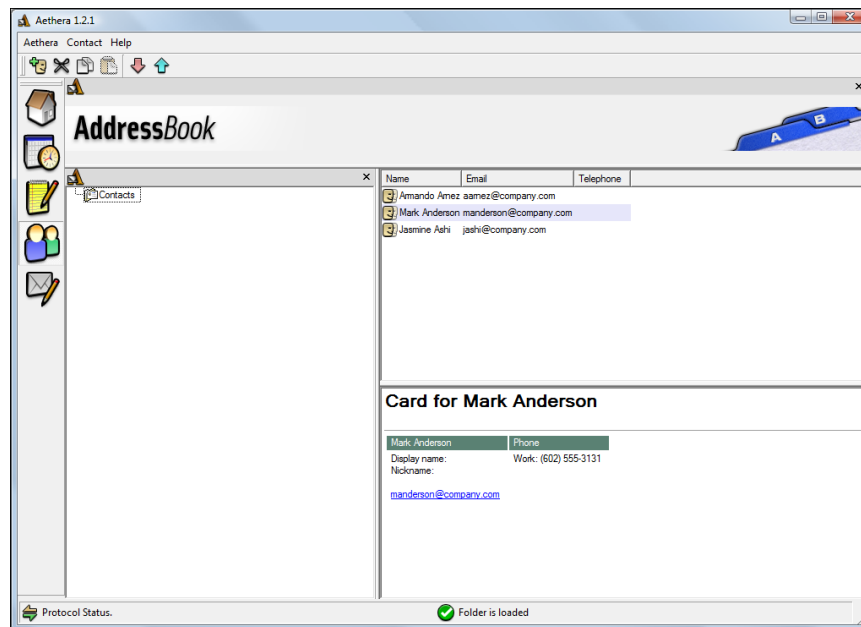 Aethera 1.2.1
Aethera Contact Help
AddressBook
A B
Contacts
Name Email Telephone
Armando Arnez aarnez@company.com
Mark Anderson manderson@company.com
Jasmine Ashi jashi@company.com
Card for Mark Anderson
Mark Anderson Phone
Display name: Work: (602) 555-3131
Nickname:
manderson@company.com
Protocol Status. Folder is loaded